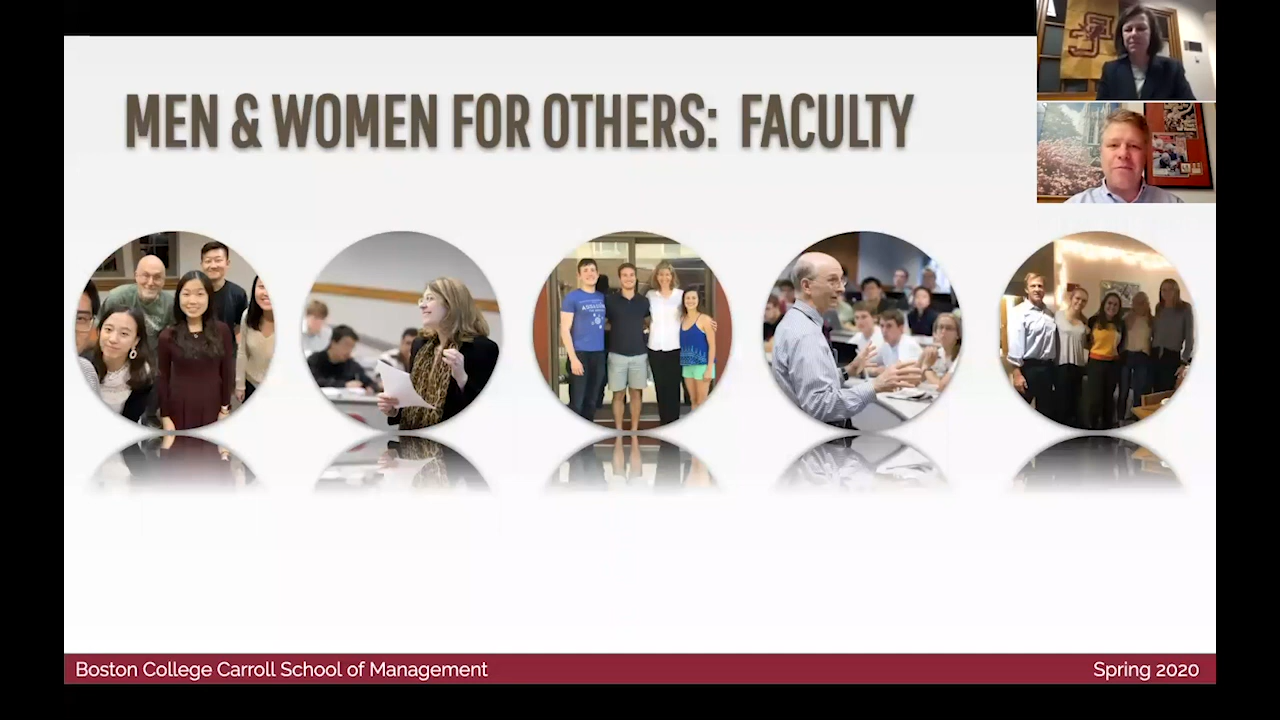 MEN & WOMEN FOR OTHERS: FACULTY
Boston College Carroll School of Management
Spring 2020